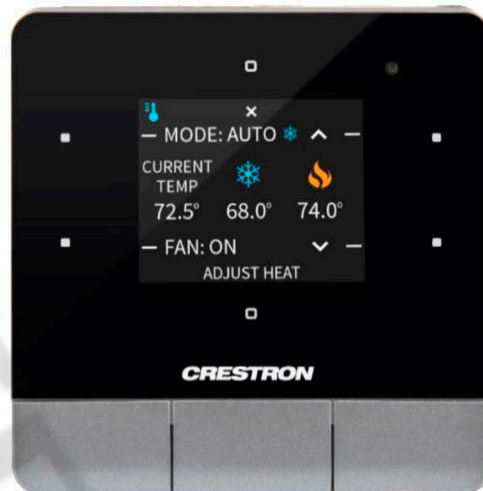 ×
— MODE: AUTO
CURRENT
TEMP
72.5° 68.0° 74.0°
— FAN: ON
ADJUST HEAT
CRESTRON